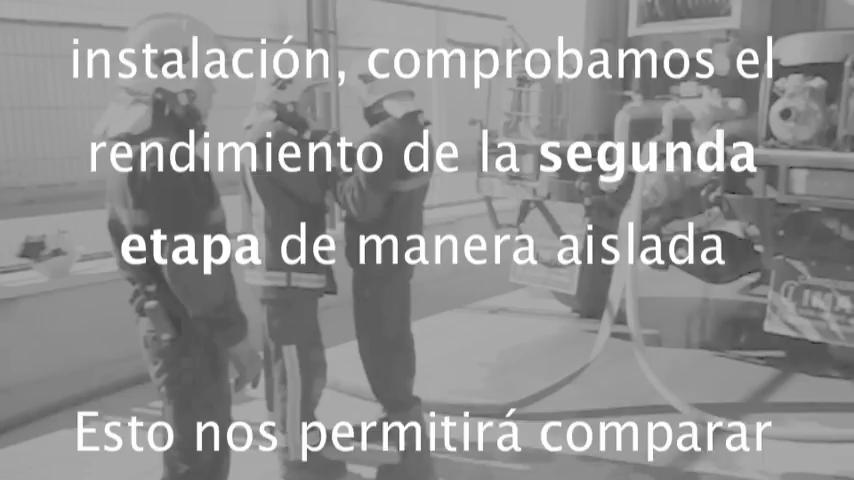 instalación, comprobamos el
rendimiento de la segunda
etapa de manera aislada
Esto nos permitirá comparar